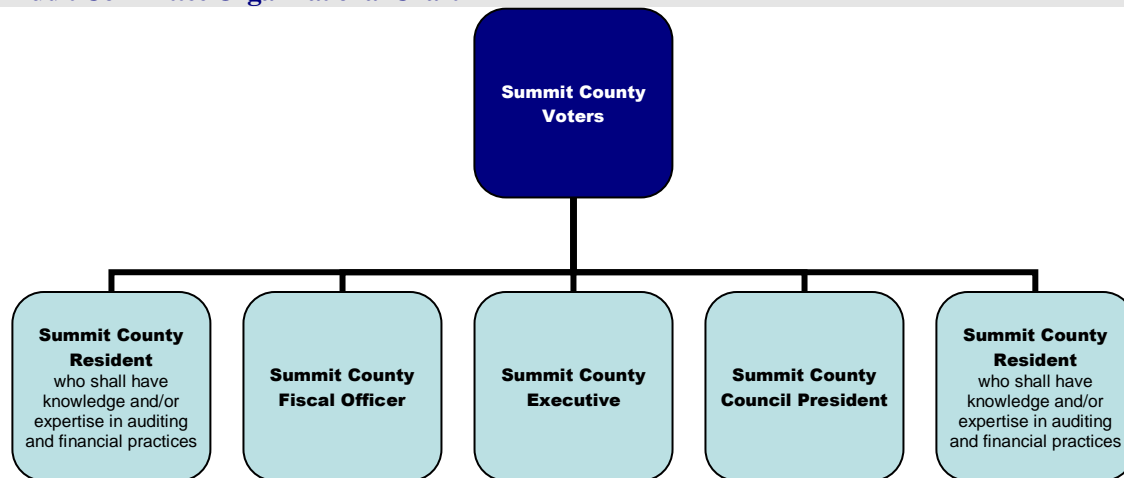 Summit County
Voters
Summit County
Resident
who shall have
knowledge and/or
expertise in auditing
and financial practices
Summit County
Fiscal Officer
Summit County
Executive
Summit County
Council President
Summit County
Resident
who shall have
knowledge and/or
expertise in auditing
and financial practices